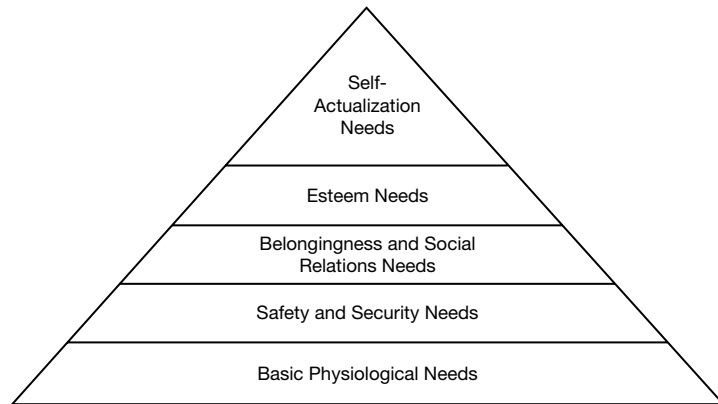 Self-
Actualization
Needs
Esteem Needs
Belongingness and Social
Relations Needs
Safety and Security Needs
Basic Physiological Needs